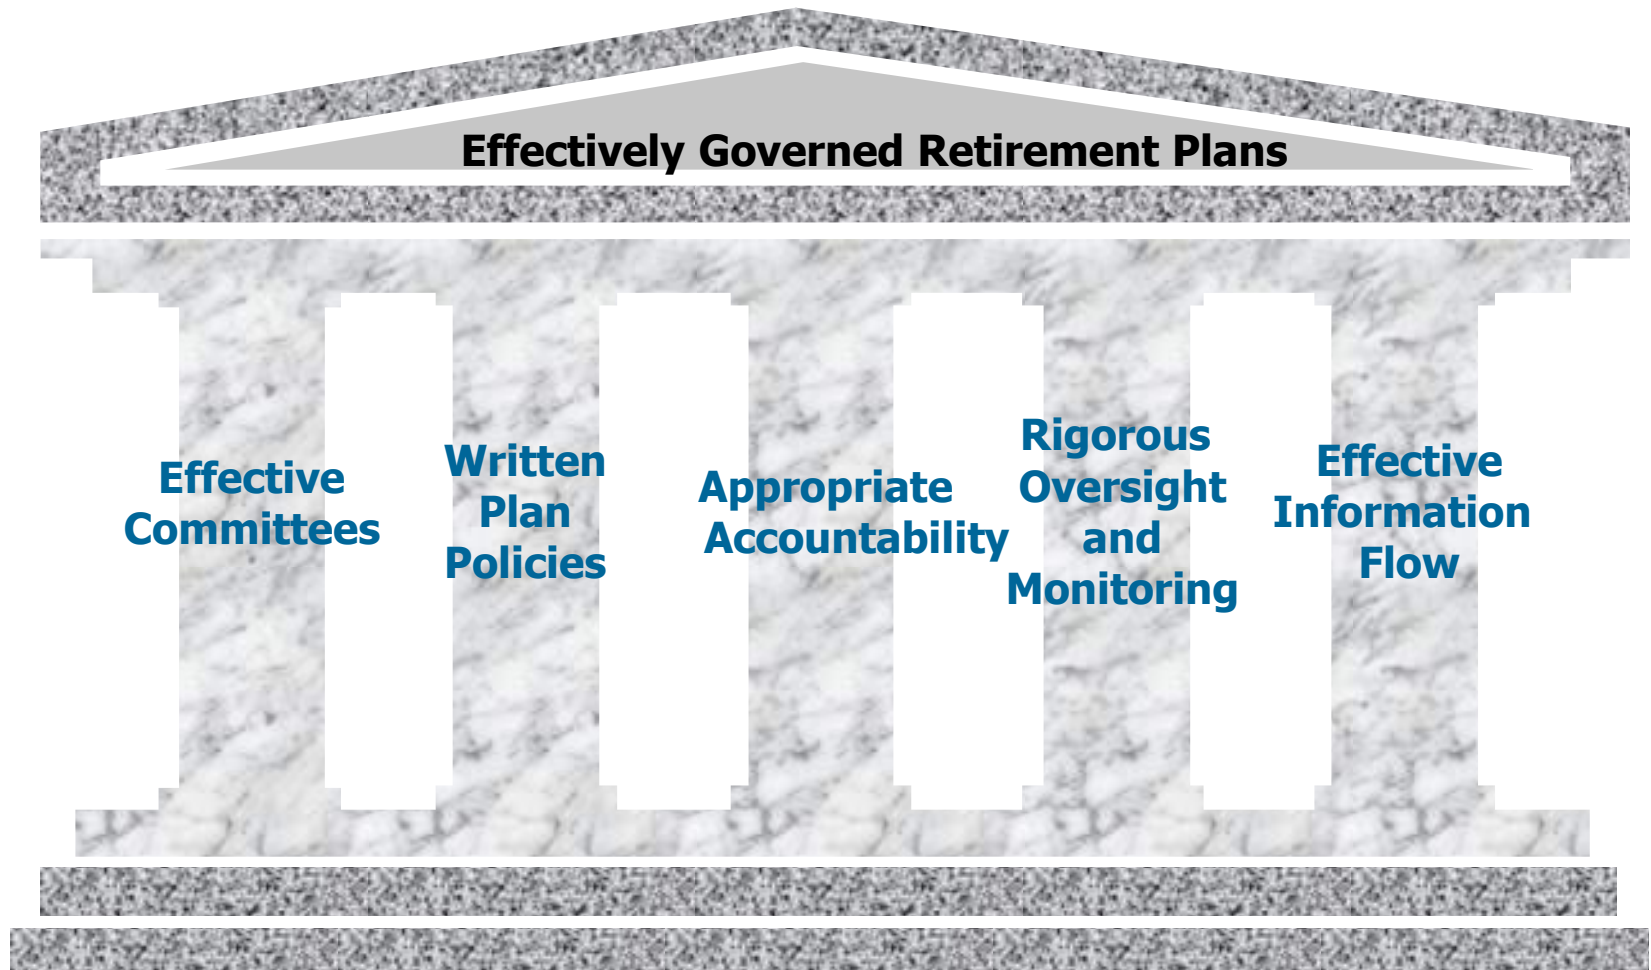 Effectively Governed Retirement Plans
Effective
Committees
Written
Plan
Policies
Appropriate
Accountability
Rigorous
Oversight
and
Monitoring
Effective
Information
Flow